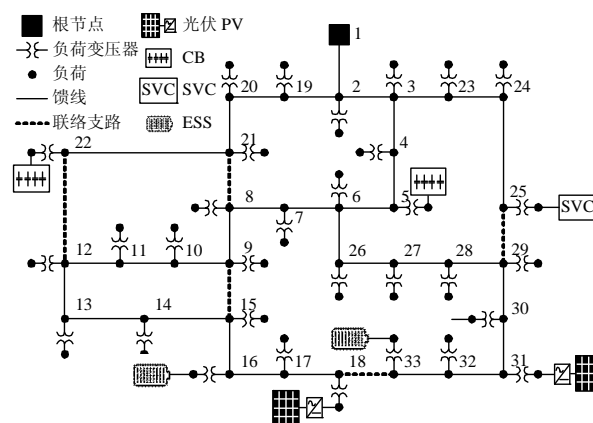 根节点
光伏 PV
负荷变压器
CB
负荷
馈线
SVC SVC
联络支路
ESS
1
20 19 2 3 23 24
22 21 4
8 7 6 5 25
SVC
12 11 10 9 26 27 28 29
13 14 15 30
16 17 18 33 32 31